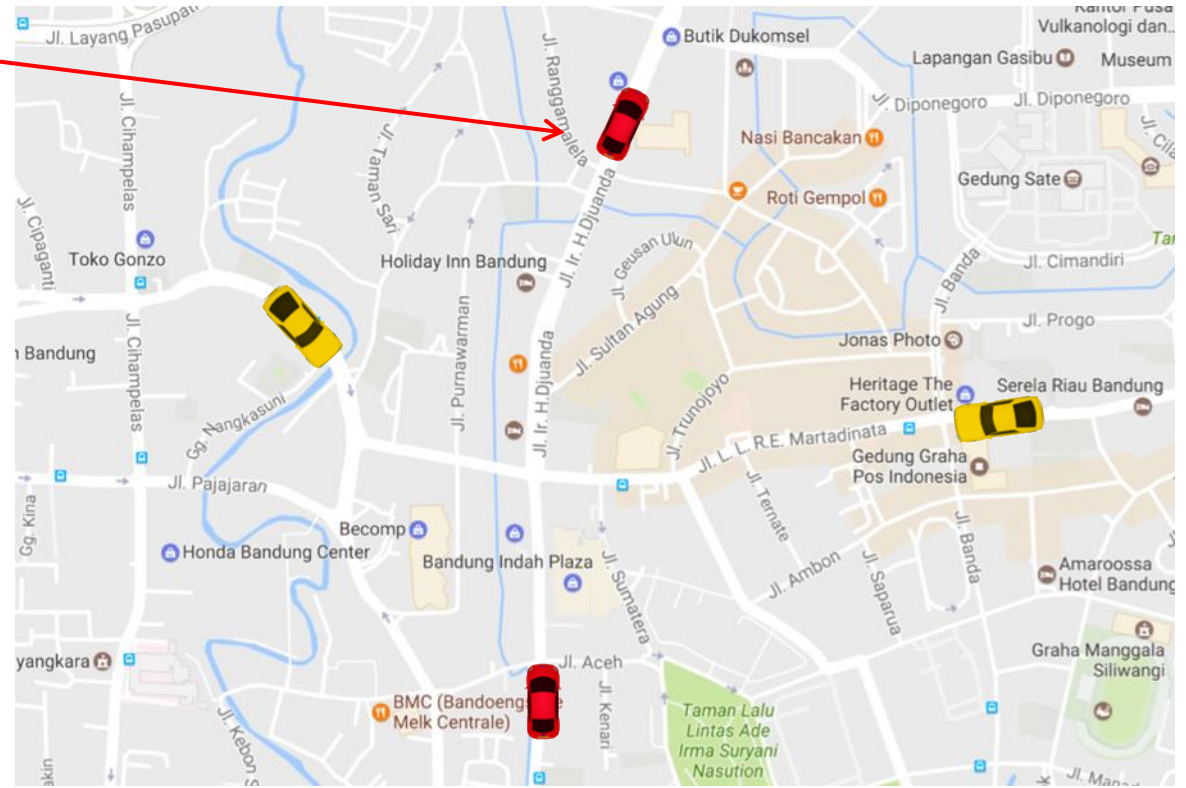 Jl. Layang Pasupati
Butik Dukomsel
Kantor Pusa
Vulkanologi dan...
Lapangan Gasibu
Museum
Jl. Ranggamalela
Jl. Cihampelas
Jl. Taman Sari
Jl. Diponegoro
Jl. Diponegoro
Nasi Bancakan
Gedung Sate
Roti Gempol
Jl. Cipaganti
Toko Gonzo
Holiday Inn Bandung
Jl. Ir. H.Djuanda
Jl. Geusan Ulun
Jl. Banda
Jl. Cimandiri
Jl. Purnawarman
Jl. Sultan Agung
Jl. Progo
Jonas Photo
Bandung
Jl. Cihampelas
Jl. Ir. H.Djuanda
Heritage The
Factory Outlet
Serela Riau Bandung
Gg. Nangkasuni
Jl. Trunojoyo
Jl. L. L. R.E. Martadinata
Gedung Graha
Pos Indonesia
Jl. Pajajaran
Gg. Kina
Jl. Ternate
Becomp
Honda Bandung Center
Bandung Indah Plaza
Jl. Sumatera
Jl. Ambon
Jl. Saparua
Jl. Banda
Amaroossa
Hotel Bandung
yangkara
Jl. Aceh
Graha Manggala
Siliwangi
BMC (Bandoeng
Melk Centrale)
Jl. Kenari
Taman Lalu
Lintas Ade
Irma Suryani
Nasution
Jl. Kebon